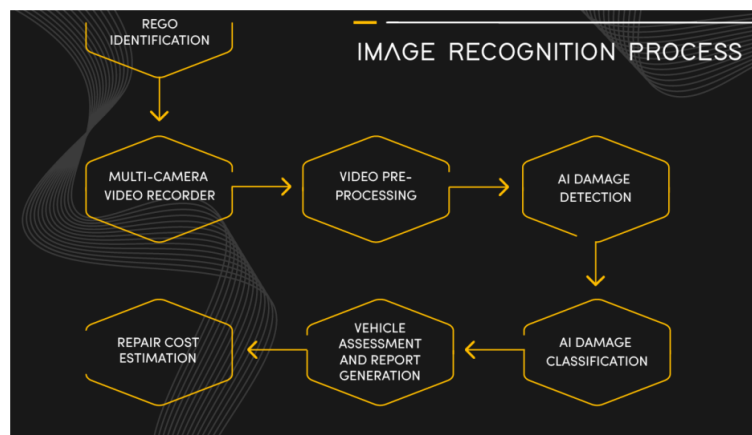 REGO
IDENTIFICATION
IMAGE RECOGNITION PROCESS
MULTI-CAMERA
VIDEO RECORDER
VIDEO PRE-
PROCESSING
AI DAMAGE
DETECTION
AI DAMAGE
CLASSIFICATION
VEHICLE
ASSESSMENT
AND REPORT
GENERATION
REPAIR COST
ESTIMATION